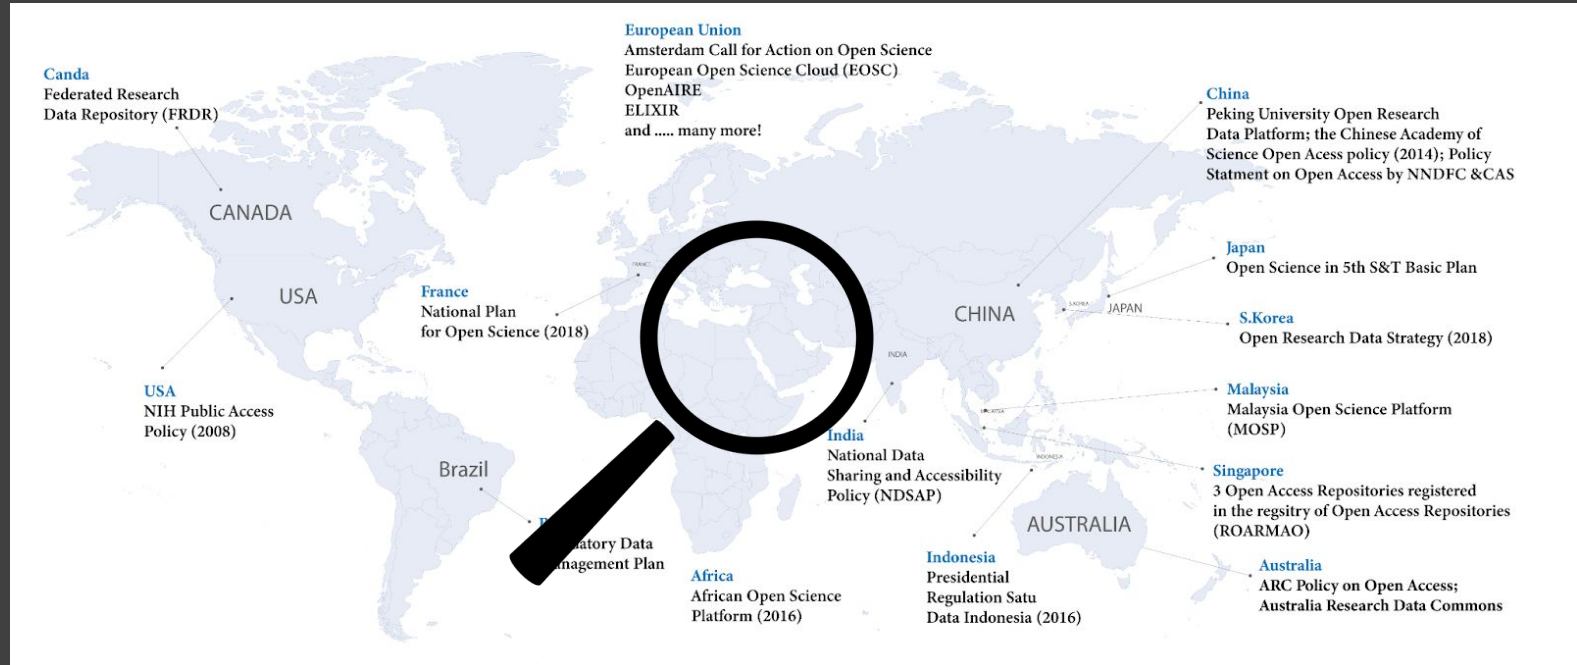 European Union
Amsterdam Call for Action on Open Science
European Open Science Cloud (EOSC)
OpenAIRE
ELIXIR
and ..... many more!
Canda
Federated Research
Data Repository (FRDR)
CANADA
China
Peking University Open Research
Data Platform; the Chinese Academy of
Science Open Acess policy (2014); Policy
Statment on Open Access by NNDFC &CAS
Japan
Open Science in 5th S&T Basic Plan
FRANCE
USA
France
National Plan
for Open Science (2018)
CHINA
S.KOREA
JAPAN
S.Korea
Open Research Data Strategy (2018)
INDIA
USA
NIH Public Access
Policy (2008)
Malaysia
Malaysia Open Science Platform
(MOSP)
India
National Data
Sharing and Accessibility
Policy (NDSAP)
Brazil
INDONESIA
Singapore
3 Open Access Repositories registered
in the regsitry of Open Access Repositories
(ROARMAO)
AUSTRALIA
Data
Plan
Africa
African Open Science
Platform (2016)
Indonesia
Presidential
Regulation Satu
Data Indonesia (2016)
Australia
ARC Policy on Open Access;
Australia Research Data Commons